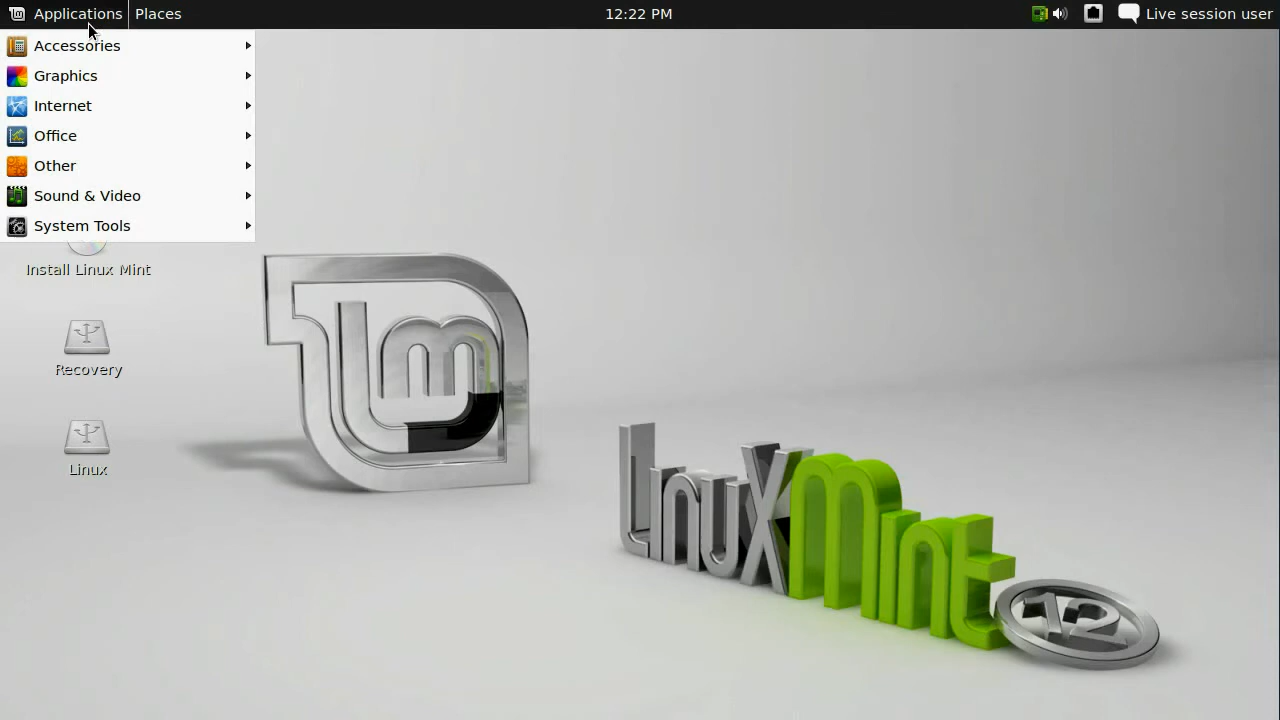 Applications Places 12:22 PM Live session user
Accessories
Graphics
Internet
Office
Other
Sound & Video
System Tools
Install Linux Mint
Recovery
Linux
lm
LinuxMint
12